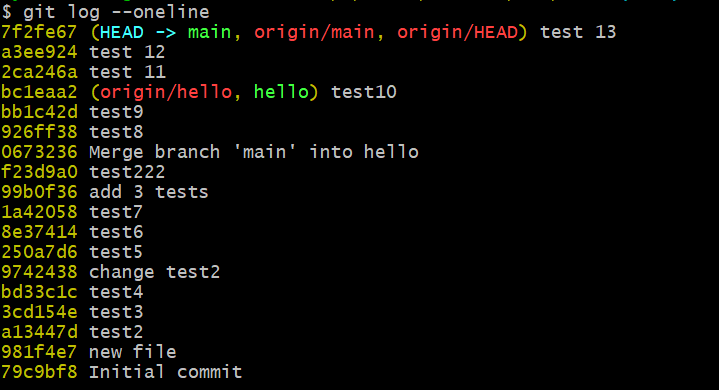 $ git log --oneline
7f2fe67 (HEAD -> main, origin/main, origin/HEAD) test 13
a3ee924 test 12
2ca246a test 11
bc1eaa2 (origin/hello, hello) test10
bb1c42d test9
926ff38 test8
0673236 Merge branch 'main' into hello
f23d9a0 test222
99b0f36 add 3 tests
1a42058 test7
8e37414 test6
250a7d6 test5
9742438 change test2
bd33c1c test4
3cd154e test3
a13447d test2
981f4e7 new file
79c9bf8 Initial commit